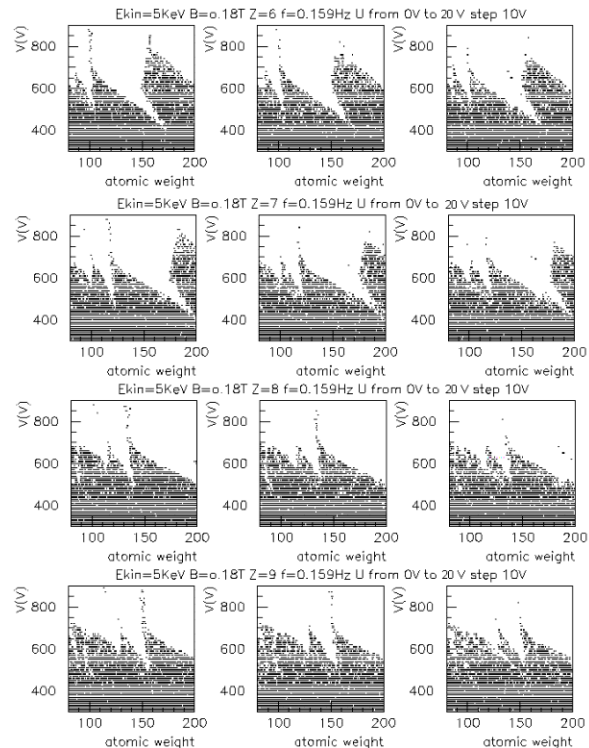 Ekin=5KeV B=0.18T Z=6 f=0.159Hz U from 0V to 20 V step 10V
V(V) V(V) V(V)
800 800 800
600 600 600
400 400 400
100 150 200 100 150 200 100 150 200
atomic weight atomic weight atomic weight
Ekin=5KeV B=0.18T Z=7 f=0.159Hz U from 0V to 20 V step 10V
V(V) V(V) V(V)
800 800 800
600 600 600
400 400 400
100 150 200 100 150 200 100 150 200
atomic weight atomic weight atomic weight
Ekin=5KeV B=0.18T Z=8 f=0.159Hz U from 0V to 20 V step 10V
V(V) V(V) V(V)
800 800 800
600 600 600
400 400 400
100 150 200 100 150 200 100 150 200
atomic weight atomic weight atomic weight
Ekin=5KeV B=0.18T Z=9 f=0.159Hz U from 0V to 20 V step 10V
V(V) V(V) V(V)
800 800 800
600 600 600
400 400 400
100 150 200 100 150 200 100 150 200
atomic weight atomic weight atomic weight